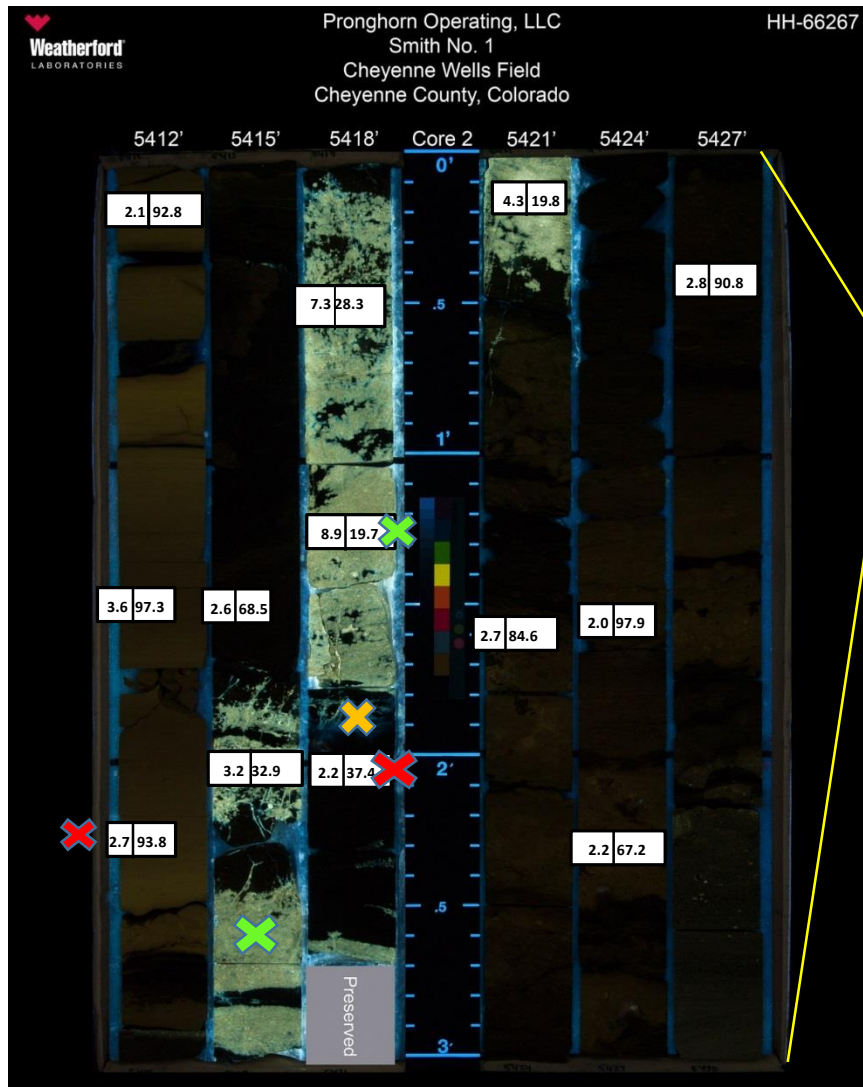 Weatherford®
LABORATORIES
Pronghorn Operating, LLC
Smith No. 1
Cheyenne Wells Field
Cheyenne County, Colorado
HH-66267
5412' 5415' 5418' Core 2 5421' 5424' 5427'
0'
2.1 92.8
4.3 19.8
2.8 90.8
7.3 28.3
.5
1'
8.9 19.7
3.6 97.3
2.6 68.5
2.7 84.6
2.0 97.9
3.2 32.9
2.2 37.4
2'
2.7 93.8
2.2 67.2
.5
Preserved
3'